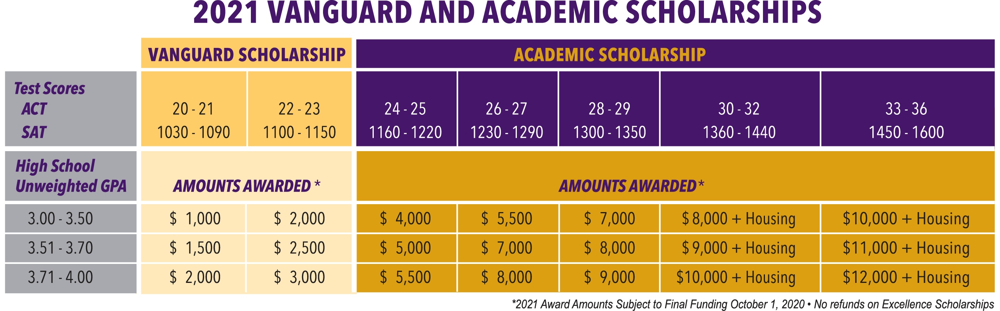 2021 VANGUARD AND ACADEMIC SCHOLARSHIPS
VANGUARD SCHOLARSHIP ACADEMIC SCHOLARSHIP
Test Scores
ACT 20 - 21 22 - 23 24 - 25 26 - 27 28 - 29 30 - 32 33 - 36
SAT 1030 - 1090 1100 - 1150 1160 - 1220 1230 - 1290 1300 - 1350 1360 - 1440 1450 - 1600
High School
Unweighted GPA AMOUNTS AWARDED * AMOUNTS AWARDED*
3.00 - 3.50 $ 1,000 $ 2,000 $ 4,000 $ 5,500 $ 7,000 $ 8,000 + Housing $10,000 + Housing
3.51 - 3.70 $ 1,500 $ 2,500 $ 5,000 $ 7,000 $ 8,000 $ 9,000 + Housing $11,000 + Housing
3.71 - 4.00 $ 2,000 $ 3,000 $ 5,500 $ 8,000 $ 9,000 $10,000 + Housing $12,000 + Housing
*2021 Award Amounts Subject to Final Funding October 1, 2020 • No refunds on Excellence Scholarships